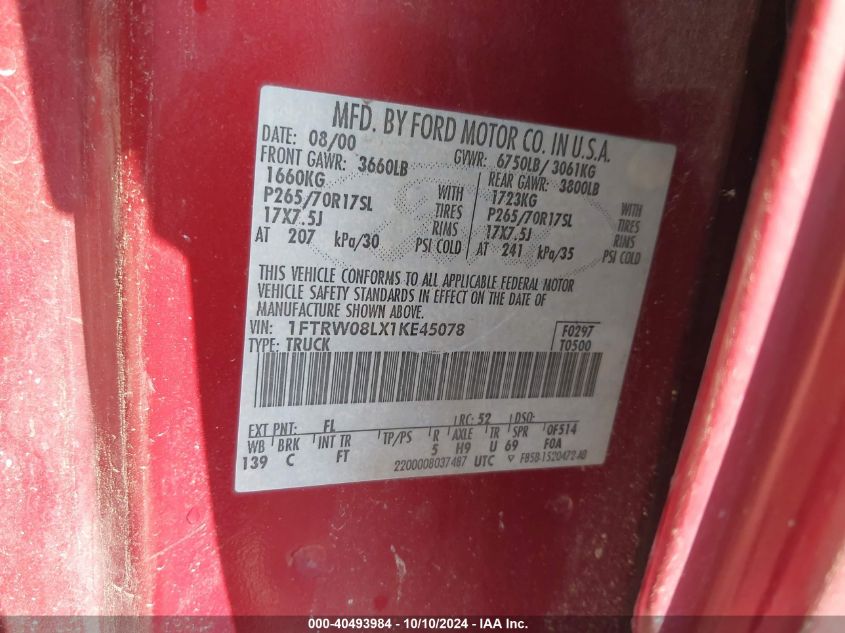 MFD. BY FORD MOTOR CO. IN U.S.A.
DATE: 08/00 GVWR: 6750LB/ 3061KG
FRONT GAWR: 3660LB REAR GAWR: 3800LB
1660KG WITH 1723KG WITH
P265/70R17SL TIRES P265/70R17SL TIRES
17X7.5J RIMS 17X7.5J RIMS
AT 207 kPa/30 PSI COLD AT 241 kPa/35 PSI COLD
THIS VEHICLE CONFORMS TO ALL APPLICABLE FEDERAL MOTOR
VEHICLE SAFETY STANDARDS IN EFFECT ON THE DATE OF
MANUFACTURE SHOWN ABOVE.
VIN: 1FTRW08LX1KE45078 F0297
TYPE: TRUCK T0500
EXT PNT: FL RC: 52 DSO: 0F514
WB BRK INT TR TP/PS R AXLE TR SPR F0A
139 C FT 5 H9 U 69
2200008037487 UTC F85B-1520472-AB
000-40493984 - 10/10/2024 - IAA Inc.